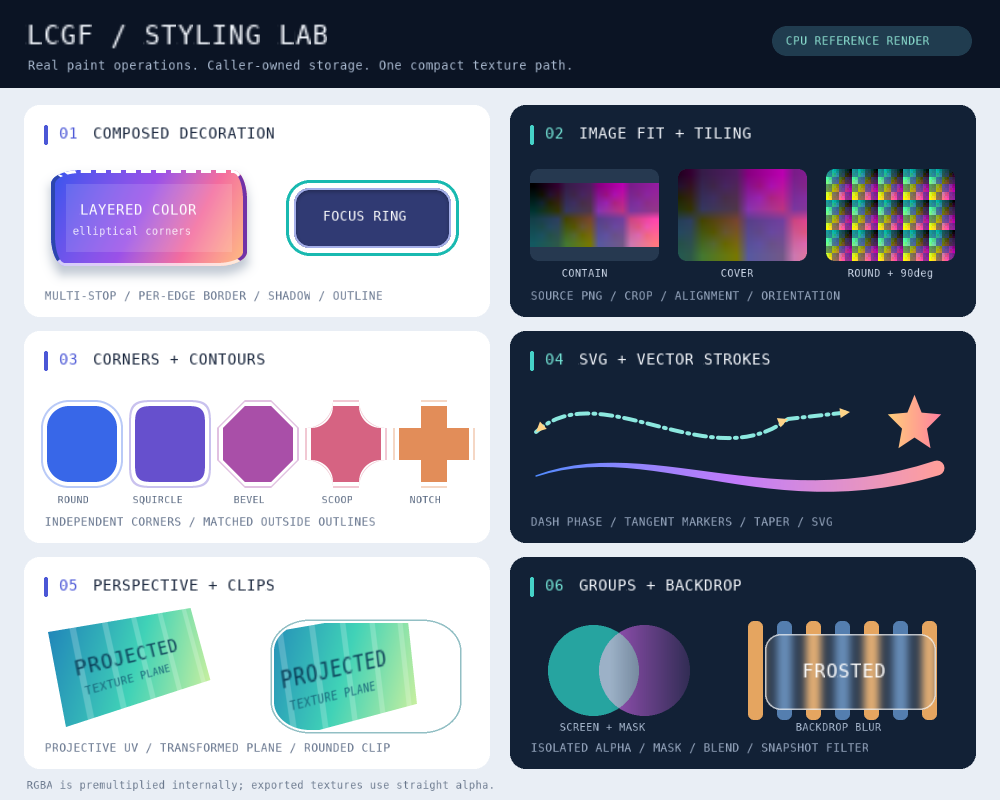 LCGF / STYLING LAB
Real paint operations. Caller-owned storage. One compact texture path.
CPU REFERENCE RENDER
01 COMPOSED DECORATION
LAYERED COLOR
elliptical corners
FOCUS RING
MULTI-STOP / PER-EDGE BORDER / SHADOW / OUTLINE
02 IMAGE FIT + TILING
CONTAIN
COVER
ROUND + 90deg
SOURCE PNG / CROP / ALIGNMENT / ORIENTATION
03 CORNERS + CONTOURS
ROUND
SQUIRCLE
BEVEL
SCOOP
NOTCH
INDEPENDENT CORNERS / MATCHED OUTSIDE OUTLINES
04 SVG + VECTOR STROKES
DASH PHASE / TANGENT MARKERS / TAPER / SVG
05 PERSPECTIVE + CLIPS
PROJECTED
TEXTURE PLANE
PROJECTED
TEXTURE PLANE
PROJECTIVE UV / TRANSFORMED PLANE / ROUNDED CLIP
06 GROUPS + BACKDROP
SCREEN + MASK
FROSTED
BACKDROP BLUR
ISOLATED ALPHA / MASK / BLEND / SNAPSHOT FILTER
RGBA is premultiplied internally; exported textures use straight alpha.